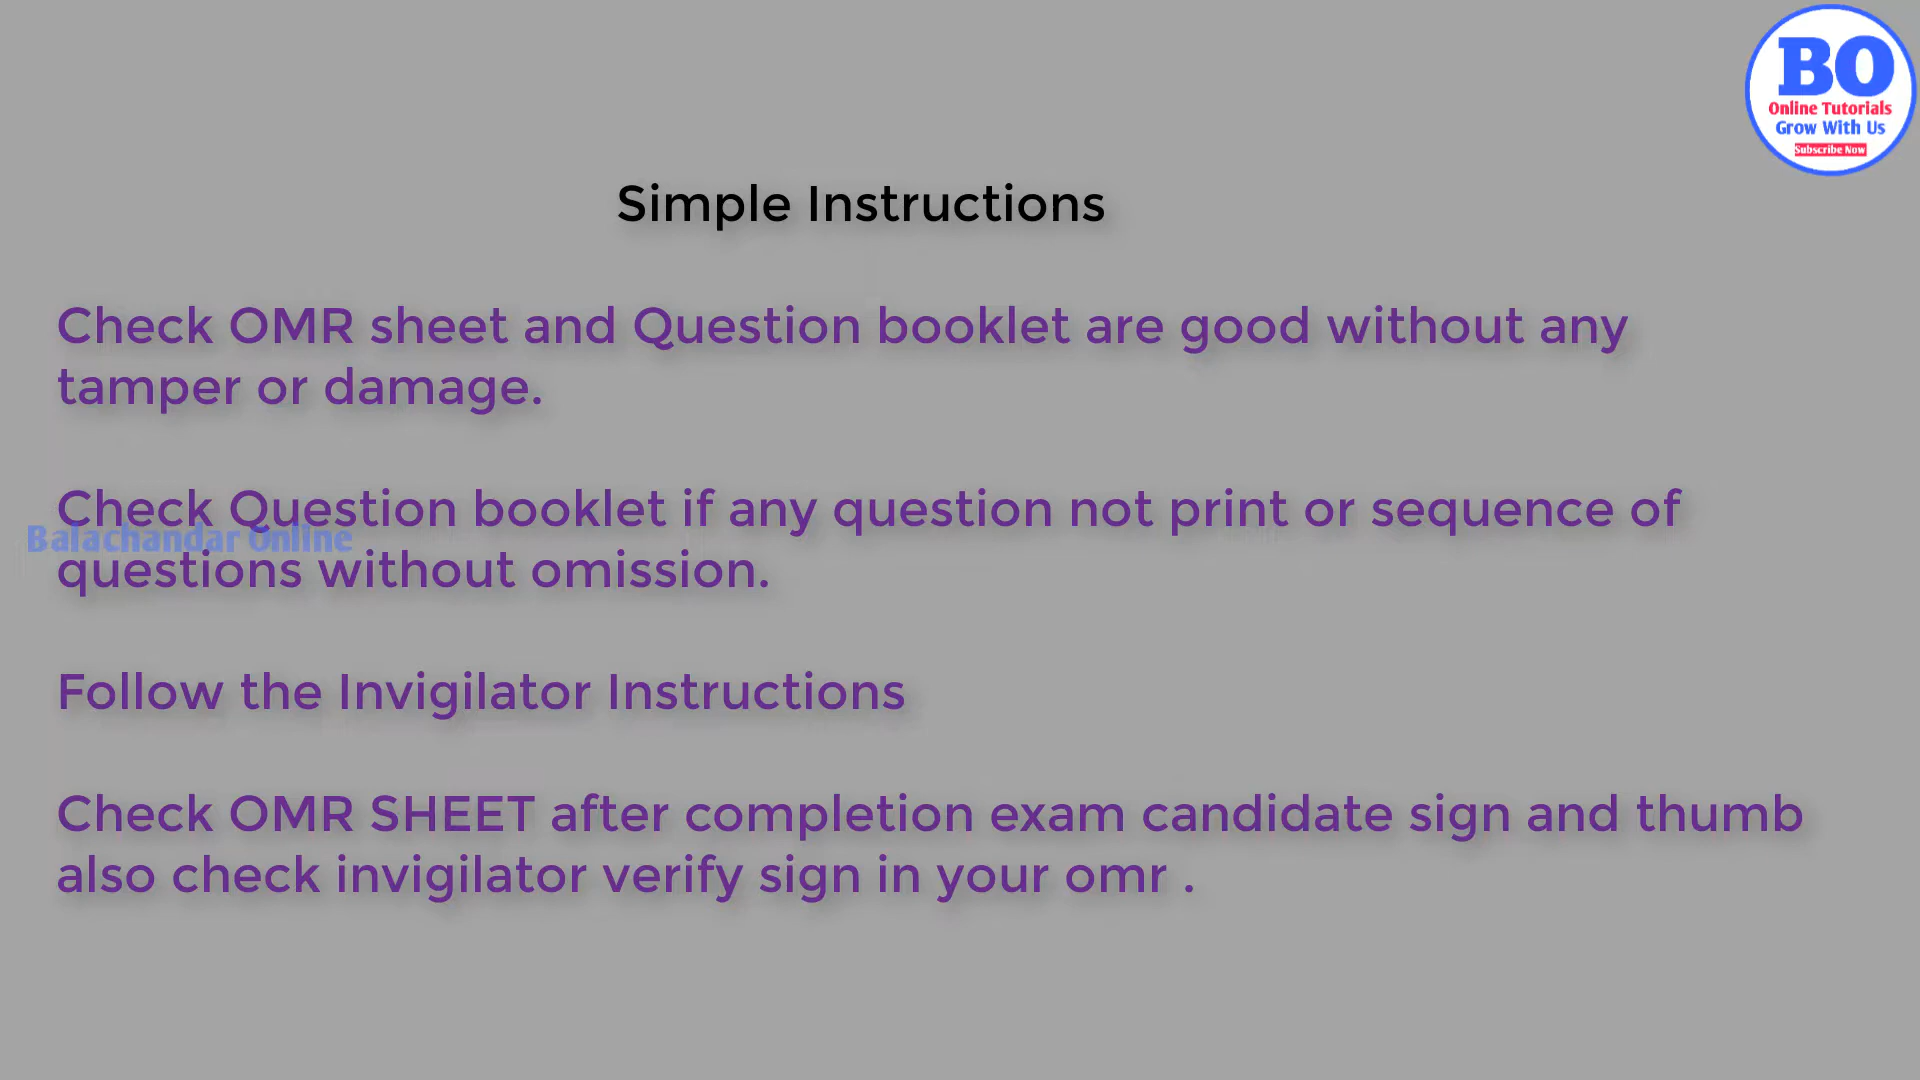 BO
Online Tutorials
Grow With Us
Subscribe Now
Simple Instructions
Check OMR sheet and Question booklet are good without any
tamper or damage.
Check Question booklet if any question not print or sequence of
Balachandar Online
questions without omission.
Follow the Invigilator Instructions
Check OMR SHEET after completion exam candidate sign and thumb
also check invigilator verify sign in your omr .